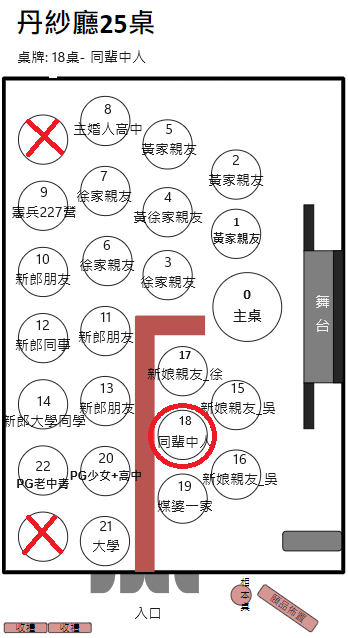 丹紗廳25桌
桌牌: 18桌- 同輩中人
8
主婚人高中
5
黃家親友
2
黃家親友
7
徐家親友
9
憲兵227營
4
黃徐家親友
1
黃家親友
6
徐家親友
10
新郎朋友
3
徐家親友
0
主桌
舞
台
11
新郎朋友
12
新郎同事
17
新娘親友_徐
13
新郎朋友
15
新娘親友_吳
14
新郎大學同學
18
同輩中人
20
PG少女+高中
16
新娘親友_吳
22
PG老中青
19
媒婆一家
21
大學
入口
收禮
收禮
相
本
桌
禮品佈置